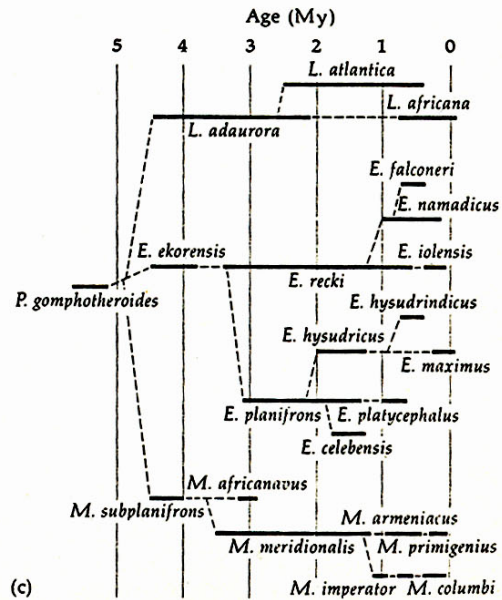 Age (My)
5 4 3 2 1 0
L. atlantica
L. africana
L. adaurora
E. falconeri
E. namadicus
E. ekorensis
E. iolensis
E. recki
P. gomphotheroides
E. hysudrindicus
E. hysudricus
E. maximus
E. planifrons
E. platycephalus
E. celebensis
M. africanavus
M. subplanifrons
M. armeniacus
M. meridionalis
M. primigenius
(c)
M. imperator
M. columbi